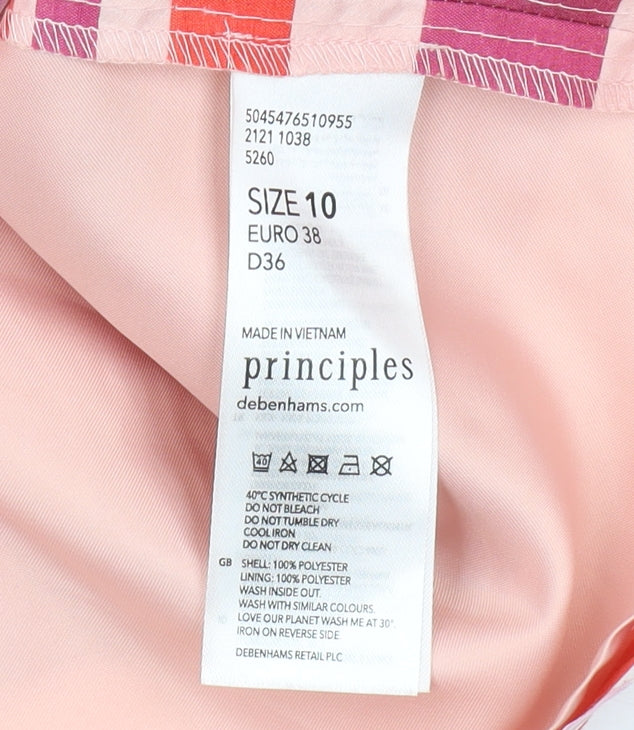 5045476510955
2121 1038
5260
SIZE 10
EURO 38
D36
MADE IN VIETNAM
principles
debenhams.com
40
40°C SYNTHETIC CYCLE
DO NOT BLEACH
DO NOT TUMBLE DRY
COOL IRON
DO NOT DRY CLEAN
GB SHELL: 100% POLYESTER
LINING: 100% POLYESTER
WASH INSIDE OUT.
WASH WITH SIMILAR COLOURS.
LOVE OUR PLANET WASH ME AT 30°.
IRON ON REVERSE SIDE
DEBENHAMS RETAIL PLC